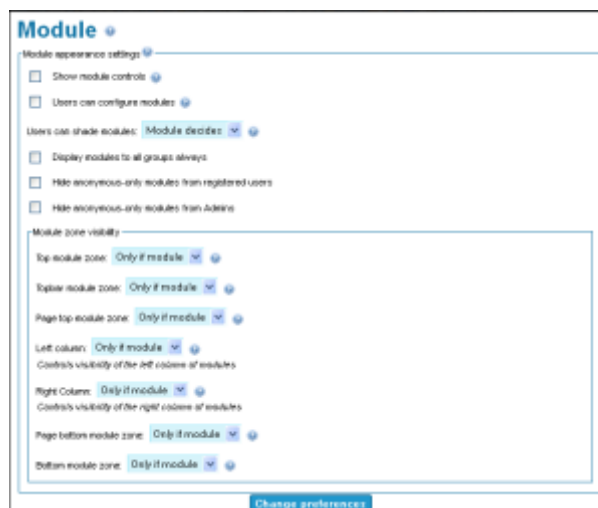 Module
Module appearance settings
Show module controls
Users can configure modules
Users can shade modules: Module decides
Display modules to all groups always
Hide anonymous-only modules from registered users
Hide anonymous-only modules from Admins
Module zone visibility
Top module zone: Only if module
Topbar module zone: Only if module
Page top module zone: Only if module
Left column: Only if module
Controls visibility of the left column of modules
Right Column: Only if module
Controls visibility of the right column of modules
Page bottom module zone: Only if module
Bottom module zone: Only if module
Change preferences